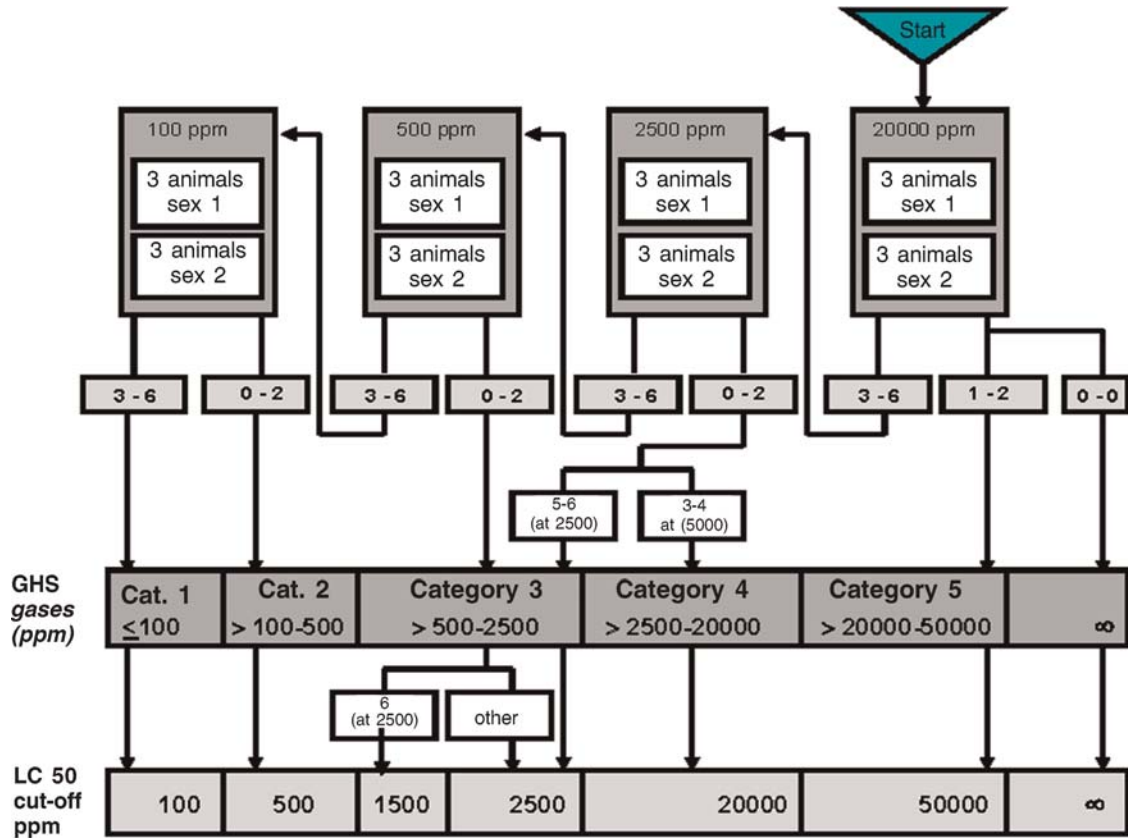 Start
100 ppm
3 animals
sex 1
3 animals
sex 2
500 ppm
3 animals
sex 1
3 animals
sex 2
2500 ppm
3 animals
sex 1
3 animals
sex 2
20000 ppm
3 animals
sex 1
3 animals
sex 2
3 - 6
0 - 2
3 - 6
0 - 2
3 - 6
0 - 2
3 - 6
1 - 2
0 - 0
5-6
(at 2500)
3-4
at (5000)
GHS
gases
(ppm)
Cat. 1
≤100
Cat. 2
> 100-500
Category 3
> 500-2500
Category 4
> 2500-20000
Category 5
> 20000-50000
∞
6
(at 2500)
other
LC 50
cut-off
ppm
100
500
1500
2500
20000
50000
∞